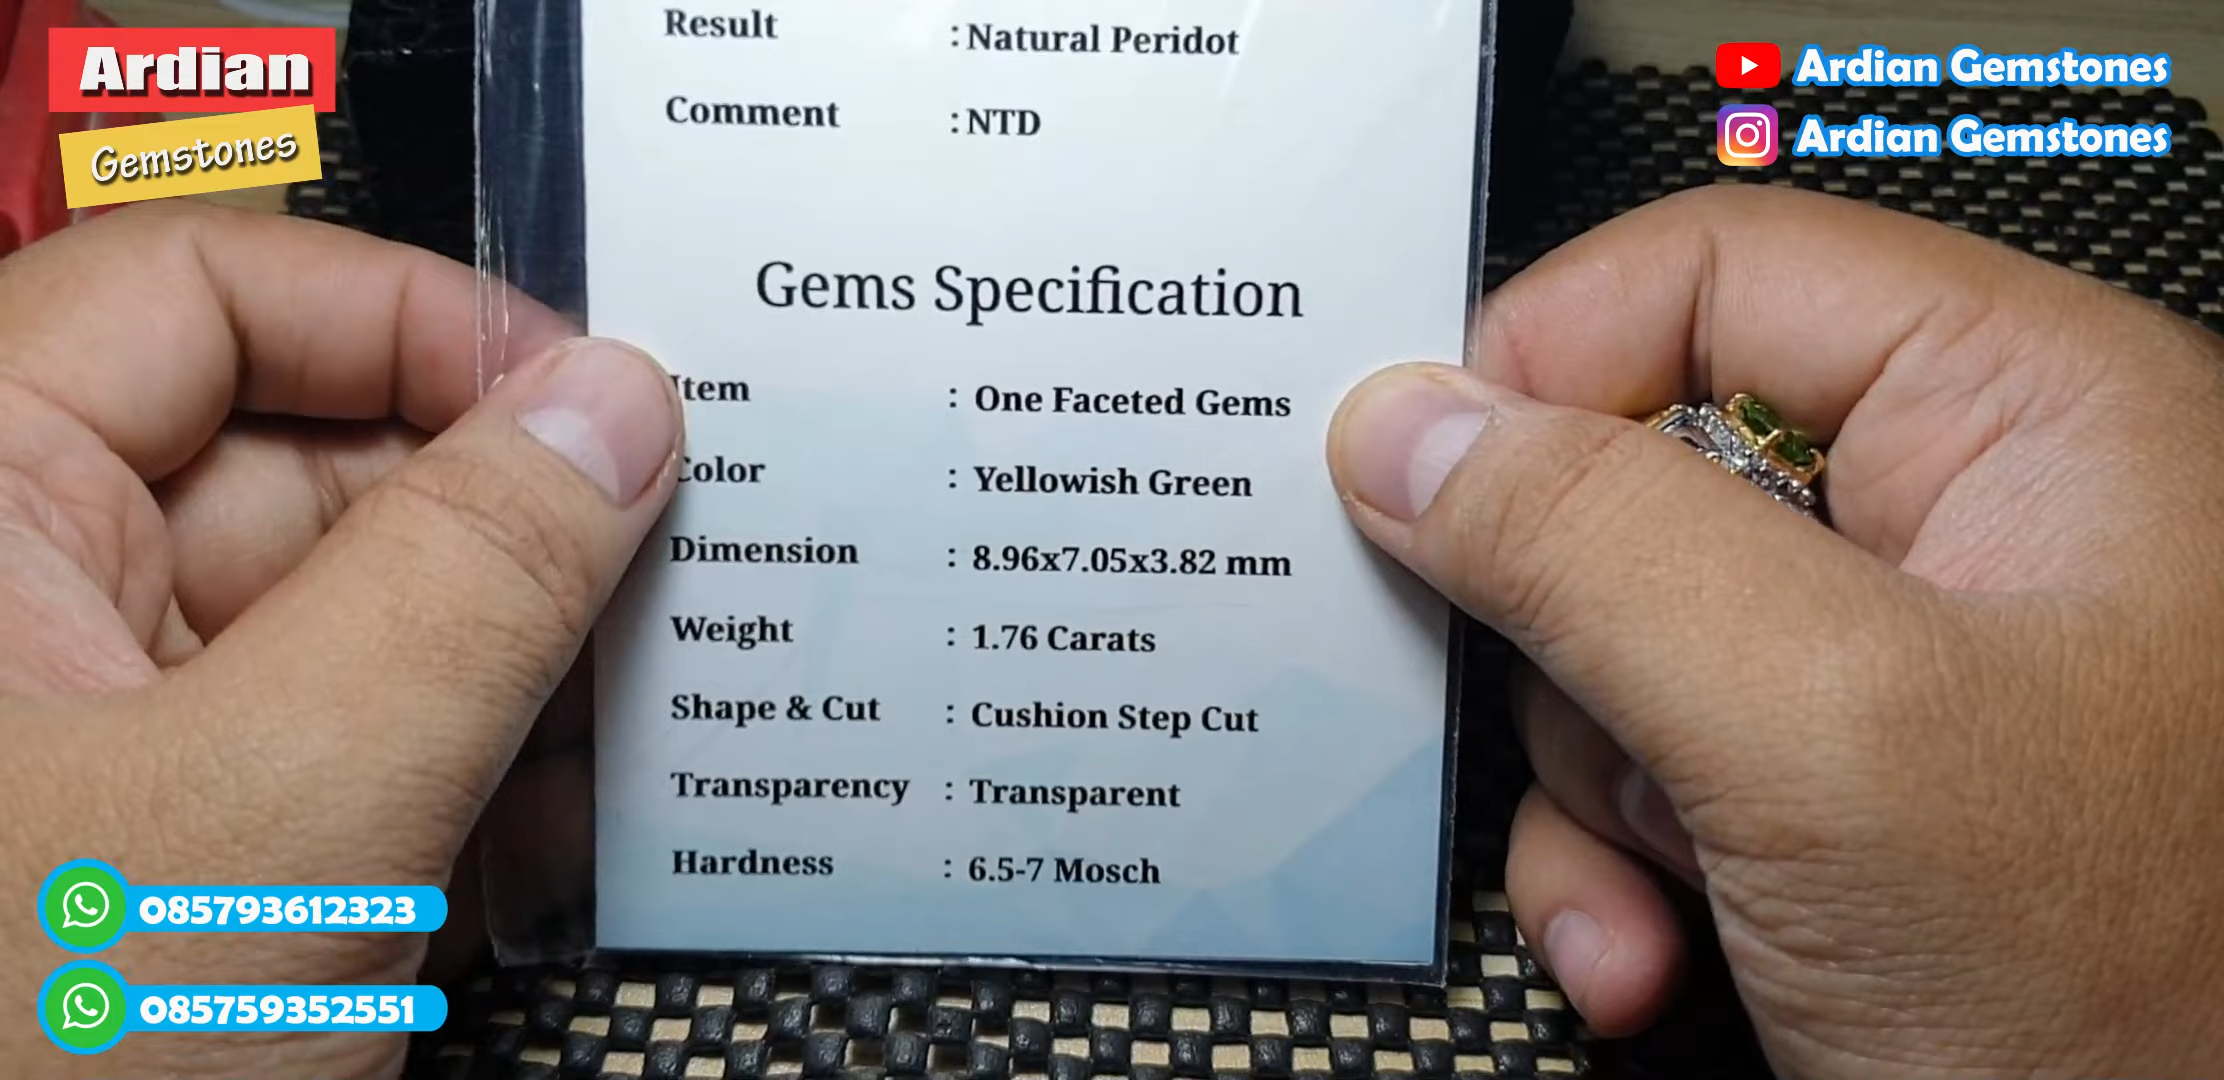 Ardian
Gemstones
Ardian Gemstones
Ardian Gemstones
Result : Natural Peridot
Comment : NTD
Gems Specification
Item : One Faceted Gems
Color : Yellowish Green
Dimension : 8.96x7.05x3.82 mm
Weight : 1.76 Carats
Shape & Cut : Cushion Step Cut
Transparency : Transparent
Hardness : 6.5-7 Mosch
085793612323
085759352551